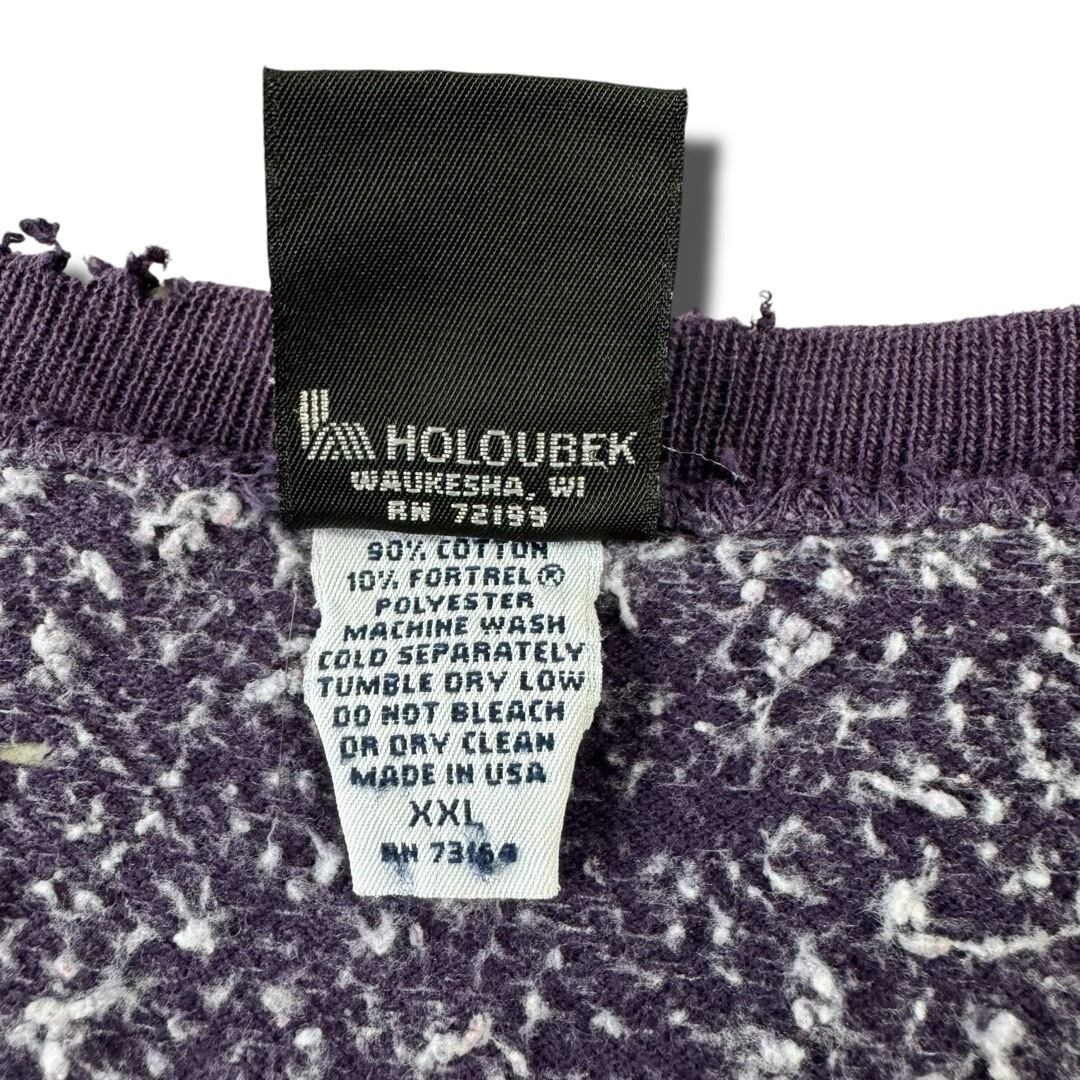 HOLOUBEK
WAUKESHA, WI
RN 72199
90% COTTON
10% FORTREL®
POLYESTER
MACHINE WASH
COLD SEPARATELY
TUMBLE DRY LOW
DO NOT BLEACH
OR DRY CLEAN
MADE IN USA
XXL
RN